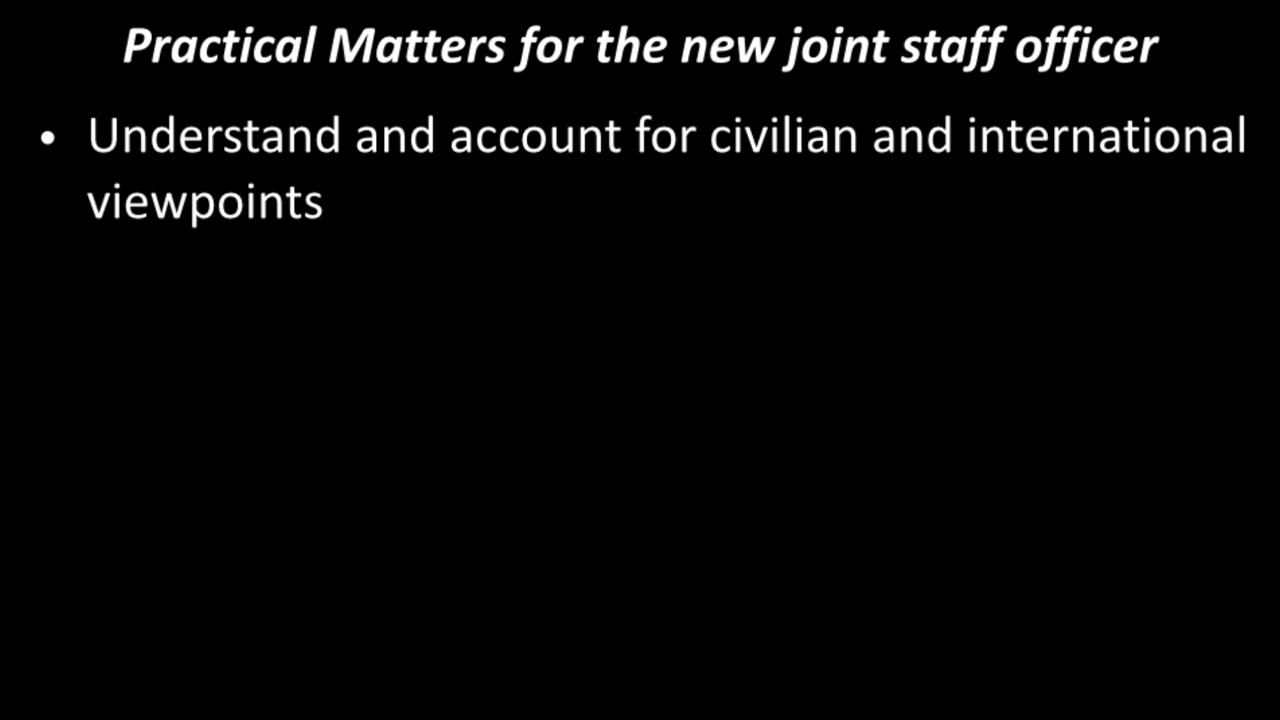 Practical Matters for the new joint staff officer
• Understand and account for civilian and international
viewpoints